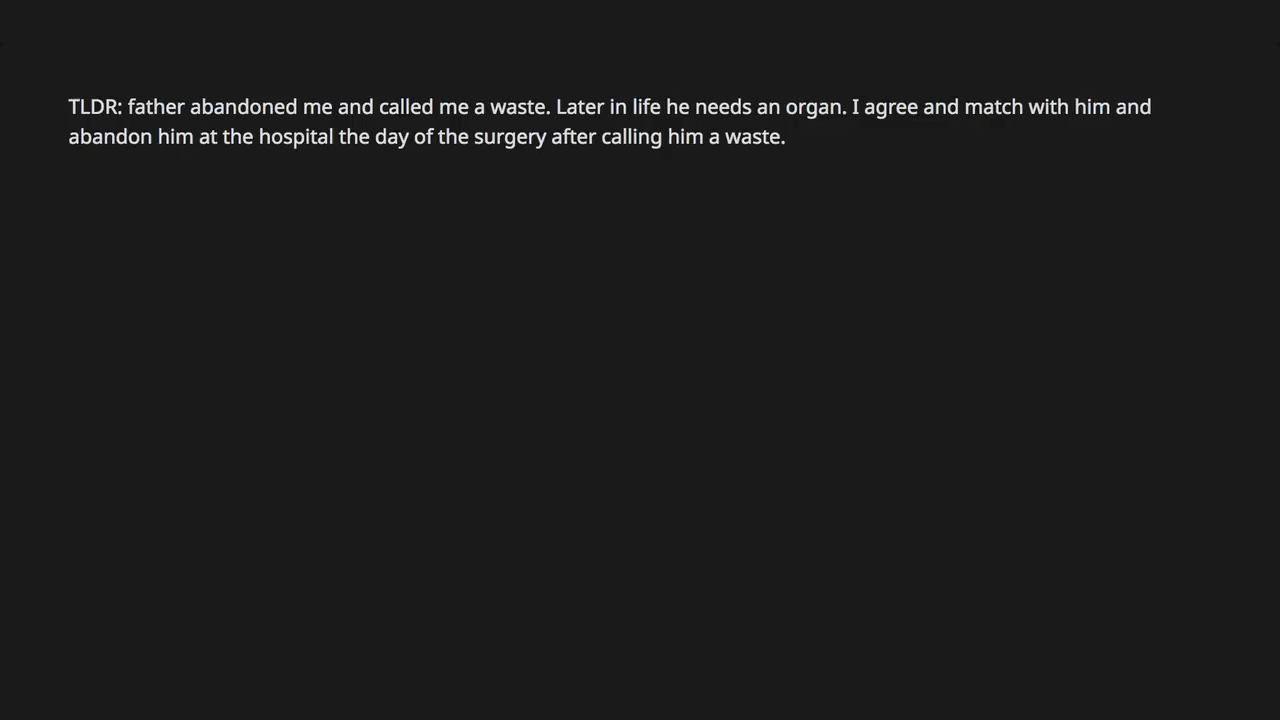 TLDR: father abandoned me and called me a waste. Later in life he needs an organ. I agree and match with him and
abandon him at the hospital the day of the surgery after calling him a waste.